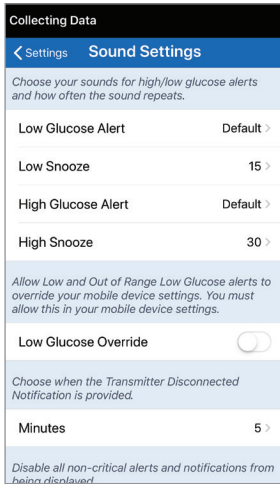 Collecting Data
Settings Sound Settings
Choose your sounds for high/low glucose alerts
and how often the sound repeats.
Low Glucose Alert Default
Low Snooze 15
High Glucose Alert Default
High Snooze 30
Allow Low and Out of Range Low Glucose alerts to
override your mobile device settings. You must
allow this in your mobile device settings.
Low Glucose Override
Choose when the Transmitter Disconnected
Notification is provided.
Minutes 5
Disable all non-critical alerts and notifications from
being displayed